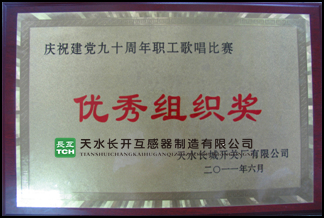 庆祝建党九十周年职工歌唱比赛
优秀组织奖
長互
TCH
天水长开互感器制造有限公司
TIANSHUICHANGKAIHUGANQI
天水长城开关厂有限公司
二〇一一年六月